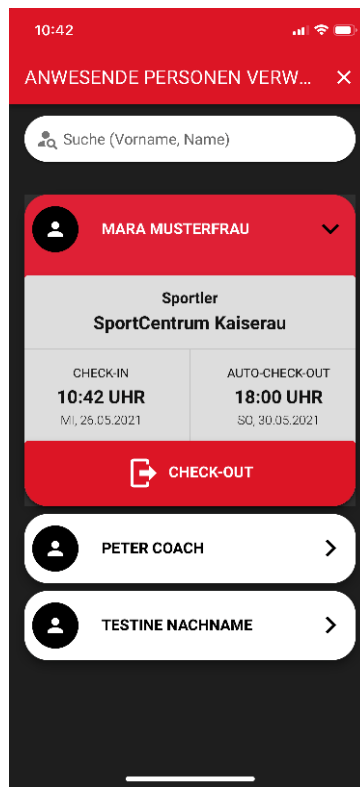 10:42
ANWESENDE PERSONEN VERW...
Suche (Vorname, Name)
MARA MUSTERFRAU
Sportler
SportCentrum Kaiserau
CHECK-IN
10:42 UHR
MI, 26.05.2021
AUTO-CHECK-OUT
18:00 UHR
SO, 30.05.2021
CHECK-OUT
PETER COACH
TESTINE NACHNAME